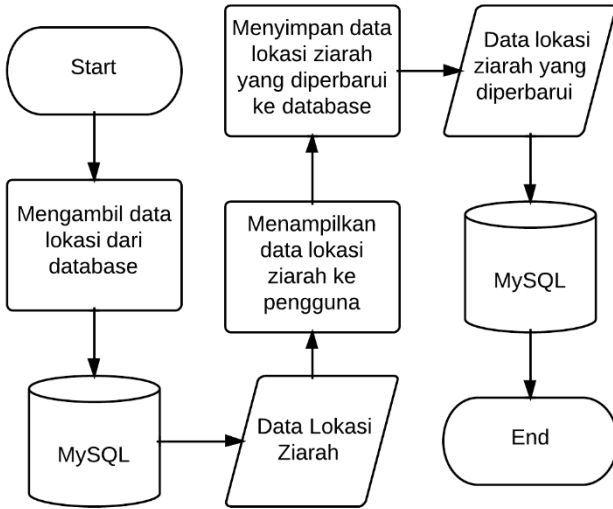 Start
Mengambil data
lokasi dari
database
MySQL
Data Lokasi
Ziarah
Menampilkan
data lokasi
ziarah ke
pengguna
Menyimpan data
lokasi ziarah
yang diperbarui
ke database
Data lokasi
ziarah yang
diperbarui
MySQL
End